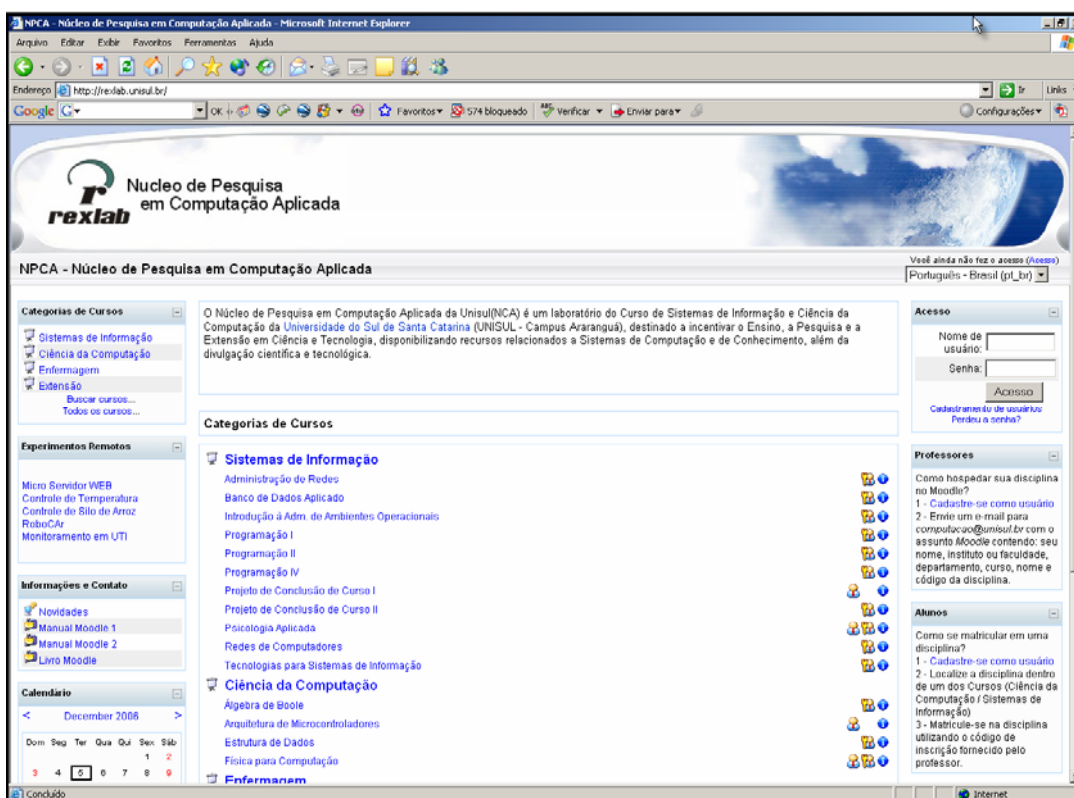 NPCA - Núcleo de Pesquisa em Computação Aplicada - Microsoft Internet Explorer
Arquivo Editar Exibir Favoritos Ferramentas Ajuda
Endereço http://rexlab.unisul.br/ Ir Links
Google G OK Favoritos 574 bloqueado Verificar Enviar para Configurações
rexlab
Nucleo de Pesquisa
em Computação Aplicada
NPCA - Núcleo de Pesquisa em Computação Aplicada
Você ainda não fez o acesso (Acesso)
Português - Brasil (pt_br)
Categorias de Cursos
Sistemas de Informação
Ciência da Computação
Enfermagem
Extensão
Buscar cursos...
Todos os cursos...
Experimentos Remotos
Micro Servidor WEB
Controle de Temperatura
Controle de Silo de Arroz
RoboCAr
Monitoramento em UTI
Informações e Contato
Novidades
Manual Moodle 1
Manual Moodle 2
Livro Moodle
Calendário
< December 2006 >
Dom Seg Ter Qua Qui Sex Sáb
1 2
3 4 5 6 7 8 9
O Núcleo de Pesquisa em Computação Aplicada da Unisul(NCA) é um laboratório do Curso de Sistemas de Informação e Ciência da
Computação da Universidade do Sul de Santa Catarina (UNISUL - Campus Araranguá), destinado a incentivar o Ensino, a Pesquisa e a
Extensão em Ciência e Tecnologia, disponibilizando recursos relacionados a Sistemas de Computação e de Conhecimento, além da
divulgação científica e tecnológica.
Categorias de Cursos
Sistemas de Informação
Administração de Redes
Banco de Dados Aplicado
Introdução à Adm. de Ambientes Operacionais
Programação I
Programação II
Programação IV
Projeto de Conclusão de Curso I
Projeto de Conclusão de Curso II
Psicologia Aplicada
Redes de Computadores
Tecnologias para Sistemas de Informação
Ciência da Computação
Álgebra de Boole
Arquitetura de Microcontroladores
Estrutura de Dados
Física para Computação
Enfermagem
Acesso
Nome de
usuário:
Senha:
Acesso
Cadastramento de usuários
Perdeu a senha?
Professores
Como hospedar sua disciplina
no Moodle?
1 - Cadastre-se como usuário
2 - Envie um e-mail para
computacao@unisul.br com o
assunto Moodle contendo: seu
nome, instituto ou faculdade,
departamento, curso, nome e
código da disciplina.
Alunos
Como se matricular em uma
disciplina?
1 - Cadastre-se como usuário
2 - Localize a disciplina dentro
de um dos Cursos (Ciência da
Computação / Sistemas de
Informação)
3 - Matricule-se na disciplina
utilizando o código de
inscrição fornecido pelo
professor.
Concluído Internet